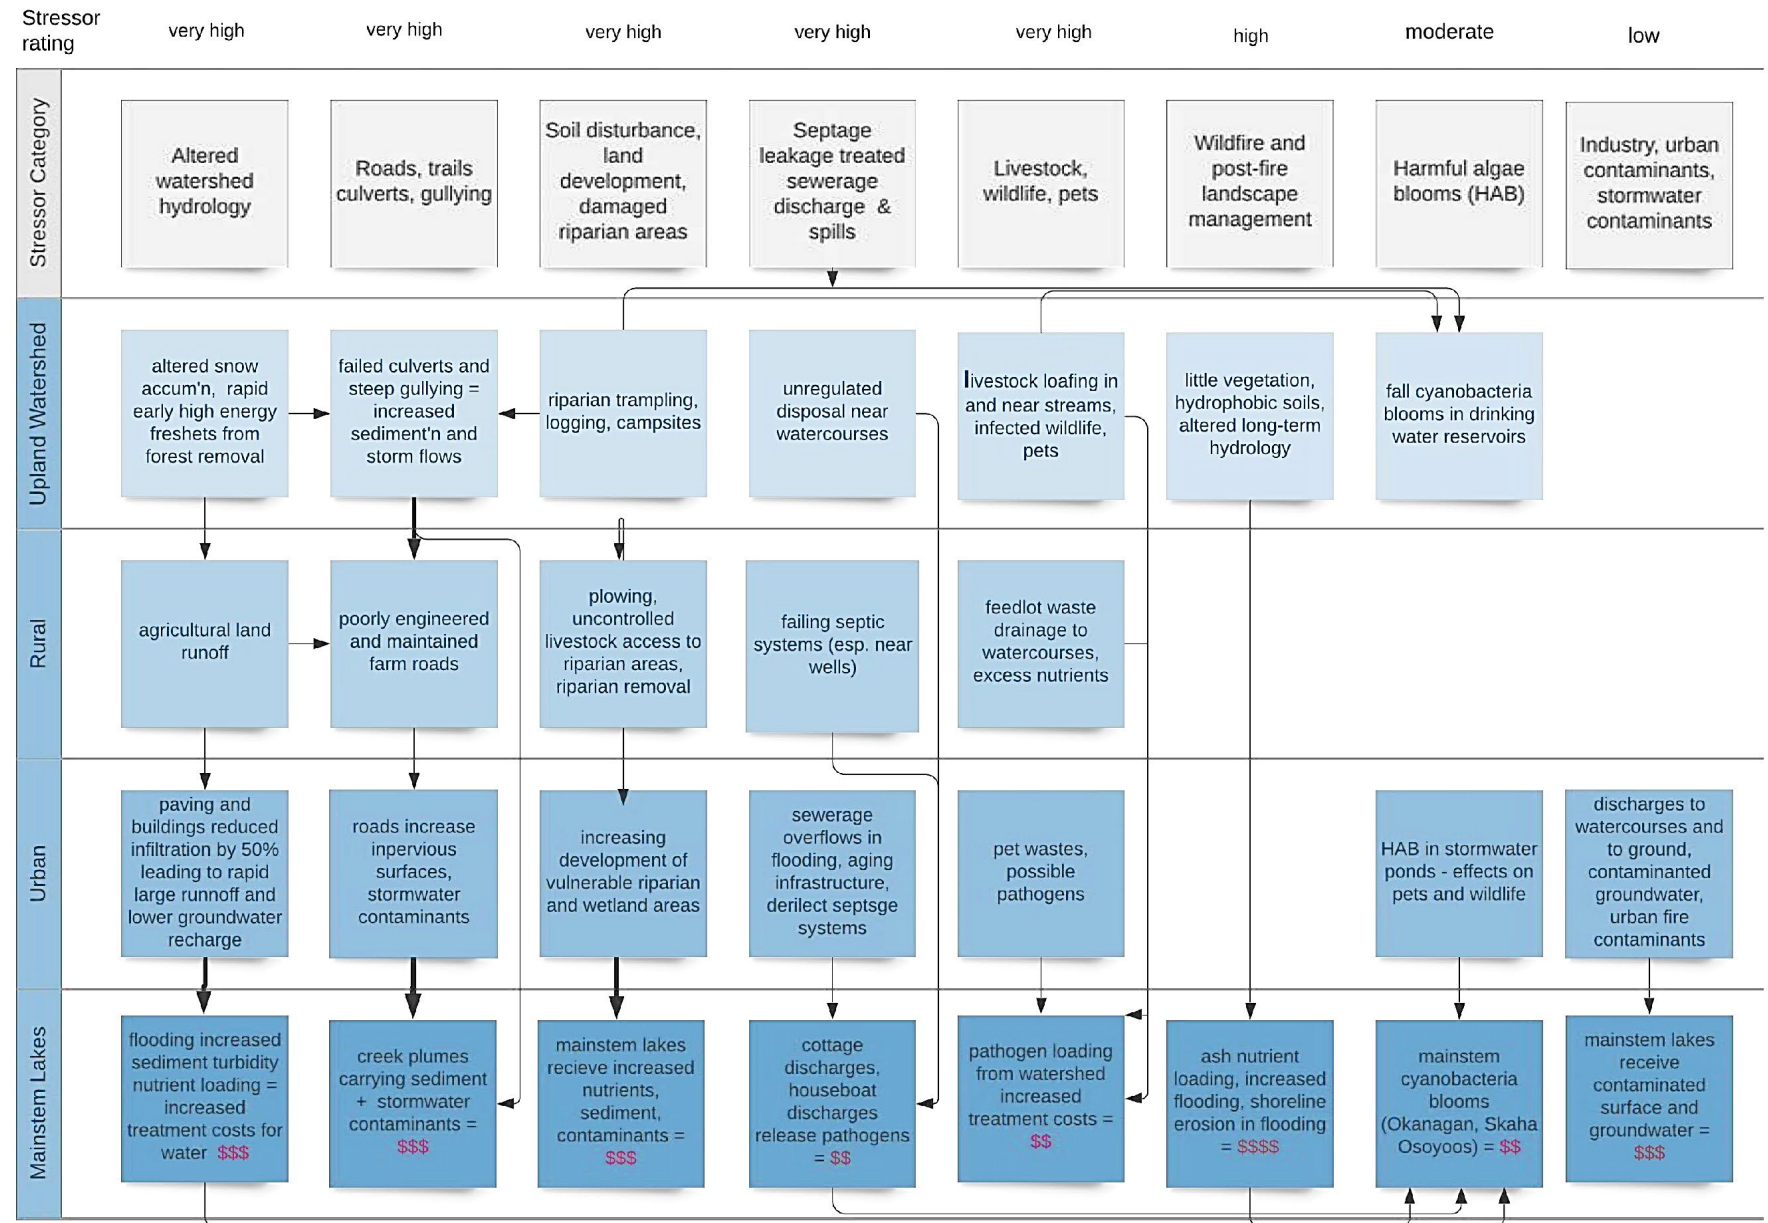 Stressor
rating
very high
very high
very high
very high
very high
high
moderate
low
Stressor Category
Altered
watershed
hydrology
Roads, trails
culverts, gullying
Soil disturbance,
land
development,
damaged
riparian areas
Septage
leakage treated
sewerage
discharge &
spills
Livestock,
wildlife, pets
Wildfire and
post-fire
landscape
management
Harmful algae
blooms (HAB)
Industry, urban
contaminants,
stormwater
contaminants
Upland Watershed
altered snow
accum'n, rapid
early high energy
freshets from
forest removal
failed culverts and
steep gullying =
increased
sediment'n and
storm flows
riparian trampling,
logging, campsites
unregulated
disposal near
watercourses
livestock loafing in
and near streams,
infected wildlife,
pets
little vegetation,
hydrophobic soils,
altered long-term
hydrology
fall cyanobacteria
blooms in drinking
water reservoirs
Rural
agricultural land
runoff
poorly engineered
and maintained
farm roads
plowing,
uncontrolled
livestock access to
riparian areas,
riparian removal
failing septic
systems (esp. near
wells)
feedlot waste
drainage to
watercourses,
excess nutrients
Urban
paving and
buildings reduced
infiltration by 50%
leading to rapid
large runnoff and
lower groundwater
recharge
roads increase
inpervious
surfaces,
stormwater
contaminants
increasing
development of
vulnerable riparian
and wetland areas
sewerage
overflows in
flooding, aging
infrastructure,
derilect septsge
systems
pet wastes,
possible
pathogens
HAB in stormwater
ponds - effects on
pets and wildlife
discharges to
watercourses and
to ground,
contaminanted
groundwater,
urban fire
contaminants
Mainstem Lakes
flooding increased
sediment turbidity
nutrient loading =
increased
treatment costs for
water $$$
creek plumes
carrying sediment
+ stormwater
contaminants =
$$$
mainstem lakes
recieve increased
nutrients,
sediment,
contaminants =
$$$
cottage
discharges,
houseboat
discharges
release pathogens
= $$
pathogen loading
from watershed
increased
treatment costs =
$$
ash nutrient
loading, increased
flooding, shoreline
erosion in flooding
= $$$$
mainstem
cyanobacteria
blooms
(Okanagan, Skaha
Osoyoos) = $$
mainstem lakes
receive
contaminated
surface and
groundwater =
$$$